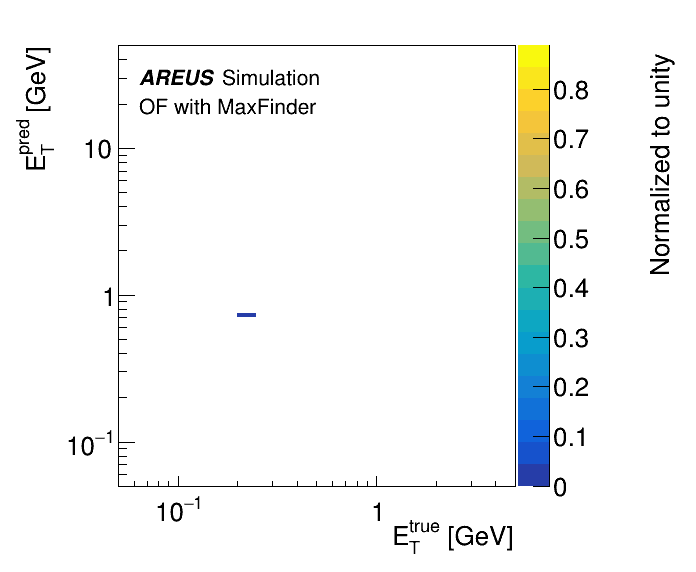 AREUS Simulation
OF with MaxFinder
E_T^pred [GeV]
10
1
10^−1
10^−1
1
E_T^true [GeV]
0.8
0.7
0.6
0.5
0.4
0.3
0.2
0.1
0
Normalized to unity